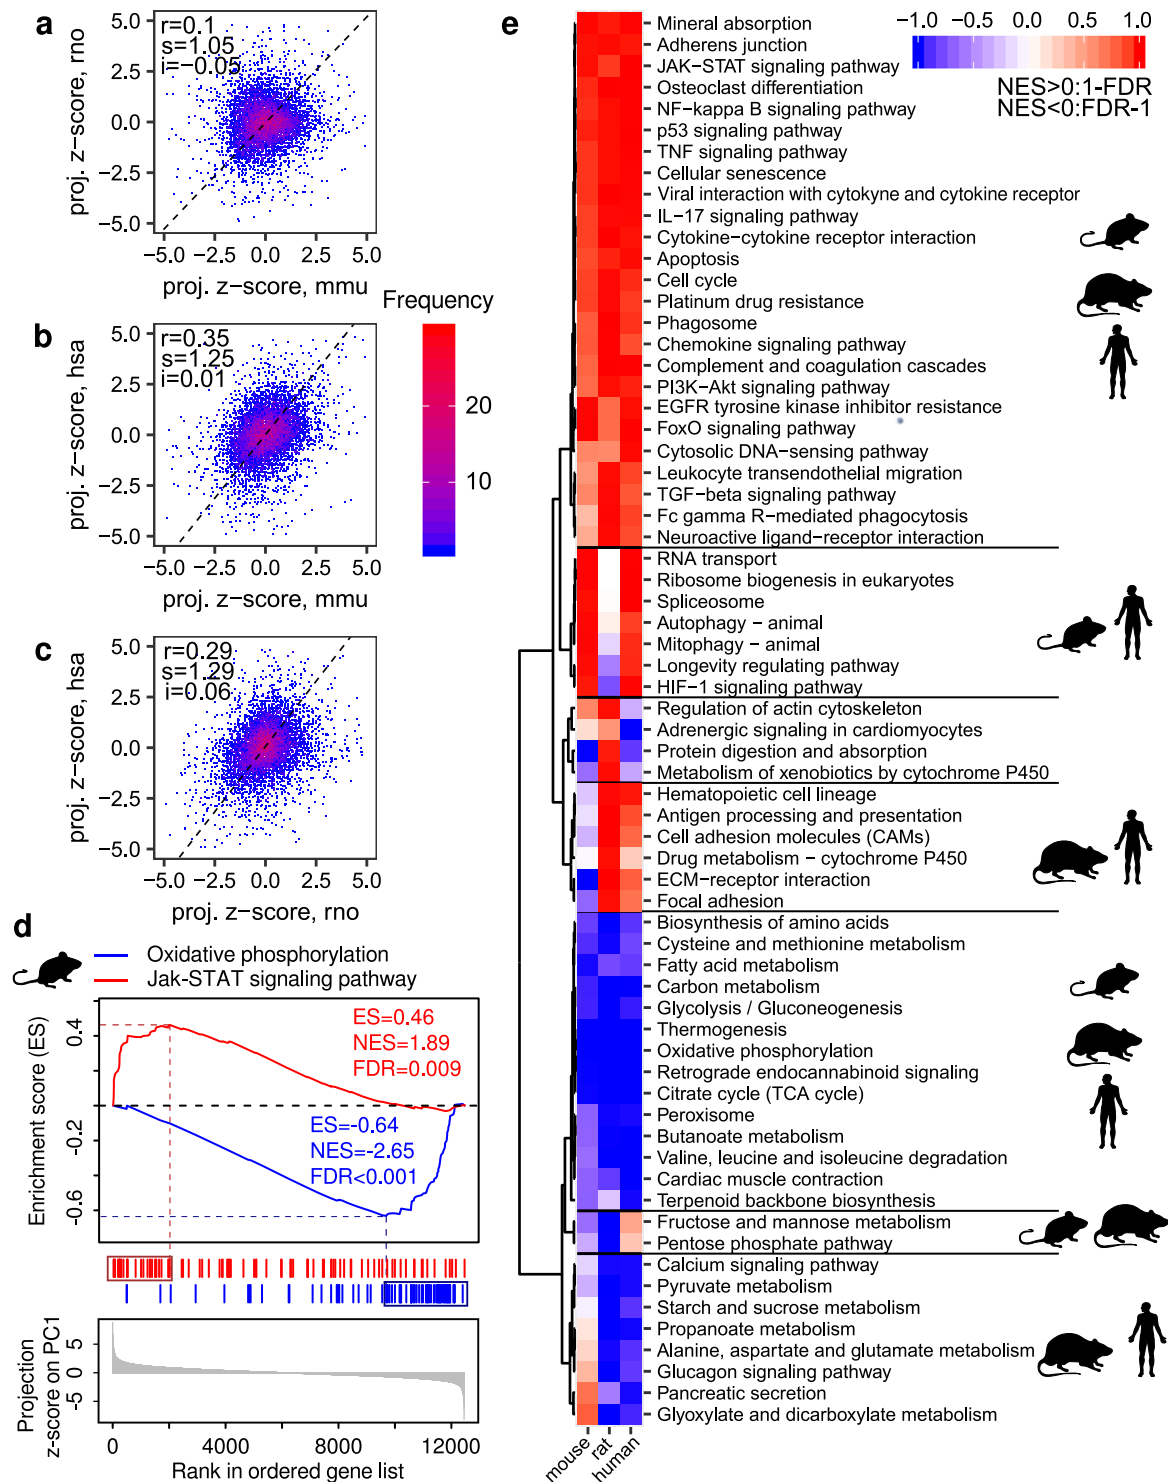 a
r=0.1
s=1.05
i=−0.05
5.0
2.5
0.0
−2.5
−5.0
proj. z−score, rno
−5.0 −2.5 0.0 2.5 5.0
proj. z−score, mmu
Frequency
20
10
b
r=0.35
s=1.25
i=0.01
5.0
2.5
0.0
−2.5
−5.0
proj. z−score, hsa
−5.0 −2.5 0.0 2.5 5.0
proj. z−score, mmu
c
r=0.29
s=1.29
i=0.06
5.0
2.5
0.0
−2.5
−5.0
proj. z−score, hsa
−5.0 −2.5 0.0 2.5 5.0
proj. z−score, rno
d
Oxidative phosphorylation
Jak-STAT signaling pathway
Enrichment score (ES)
0.4
-0.2
-0.6
ES=0.46
NES=1.89
FDR=0.009
ES=-0.64
NES=-2.65
FDR<0.001
Projection
z-score on PC1
5
0
-5
0 4000 8000 12000
Rank in ordered gene list
e
−1.0 −0.5 0.0 0.5 1.0
NES>0:1-FDR
NES<0:FDR-1
Mineral absorption
Adherens junction
JAK−STAT signaling pathway
Osteoclast differentiation
NF−kappa B signaling pathway
p53 signaling pathway
TNF signaling pathway
Cellular senescence
Viral interaction with cytokyne and cytokine receptor
IL−17 signaling pathway
Cytokine−cytokine receptor interaction
Apoptosis
Cell cycle
Platinum drug resistance
Phagosome
Chemokine signaling pathway
Complement and coagulation cascades
PI3K−Akt signaling pathway
EGFR tyrosine kinase inhibitor resistance
FoxO signaling pathway
Cytosolic DNA−sensing pathway
Leukocyte transendothelial migration
TGF−beta signaling pathway
Fc gamma R−mediated phagocytosis
Neuroactive ligand−receptor interaction
RNA transport
Ribosome biogenesis in eukaryotes
Spliceosome
Autophagy − animal
Mitophagy − animal
Longevity regulating pathway
HIF−1 signaling pathway
Regulation of actin cytoskeleton
Adrenergic signaling in cardiomyocytes
Protein digestion and absorption
Metabolism of xenobiotics by cytochrome P450
Hematopoietic cell lineage
Antigen processing and presentation
Cell adhesion molecules (CAMs)
Drug metabolism − cytochrome P450
ECM−receptor interaction
Focal adhesion
Biosynthesis of amino acids
Cysteine and methionine metabolism
Fatty acid metabolism
Carbon metabolism
Glycolysis / Gluconeogenesis
Thermogenesis
Oxidative phosphorylation
Retrograde endocannabinoid signaling
Citrate cycle (TCA cycle)
Peroxisome
Butanoate metabolism
Valine, leucine and isoleucine degradation
Cardiac muscle contraction
Terpenoid backbone biosynthesis
Fructose and mannose metabolism
Pentose phosphate pathway
Calcium signaling pathway
Pyruvate metabolism
Starch and sucrose metabolism
Propanoate metabolism
Alanine, aspartate and glutamate metabolism
Glucagon signaling pathway
Pancreatic secretion
Glyoxylate and dicarboxylate metabolism
mouse rat human